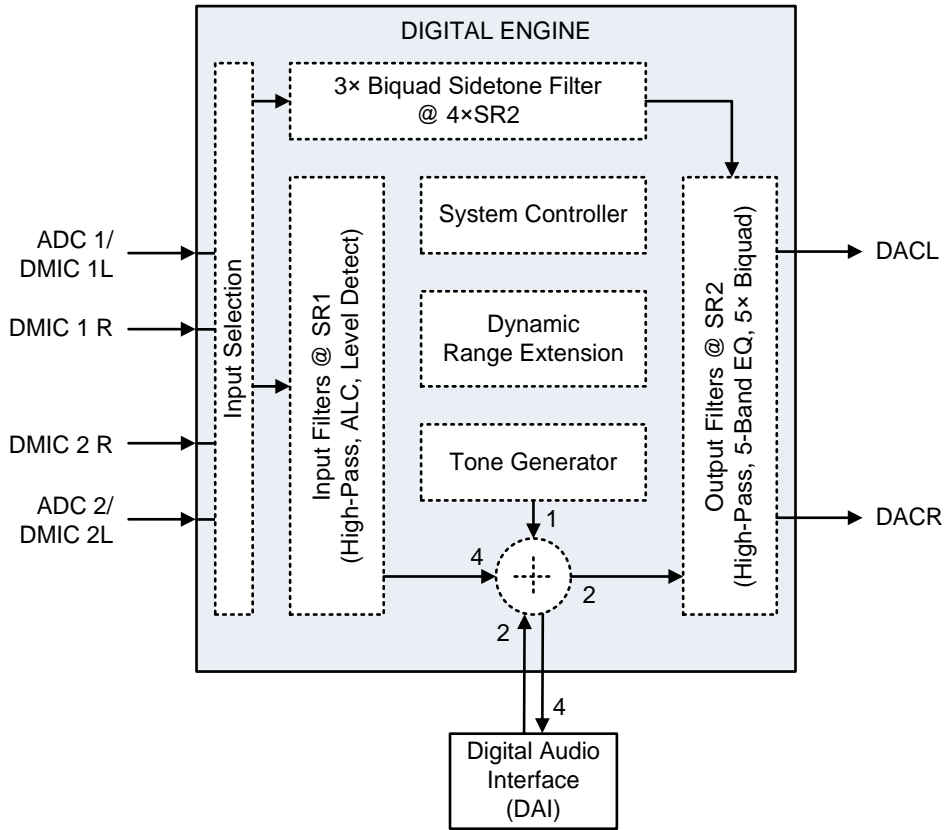 DIGITAL ENGINE
3× Biquad Sidetone Filter
@ 4×SR2
Input Selection
Input Filters @ SR1
(High-Pass, ALC, Level Detect)
System Controller
Dynamic
Range Extension
Tone Generator
Output Filters @ SR2
(High-Pass, 5-Band EQ, 5× Biquad)
ADC 1/
DMIC 1L
DMIC 1 R
DMIC 2 R
ADC 2/
DMIC 2L
DACL
DACR
1
4
2
2
4
Digital Audio
Interface
(DAI)